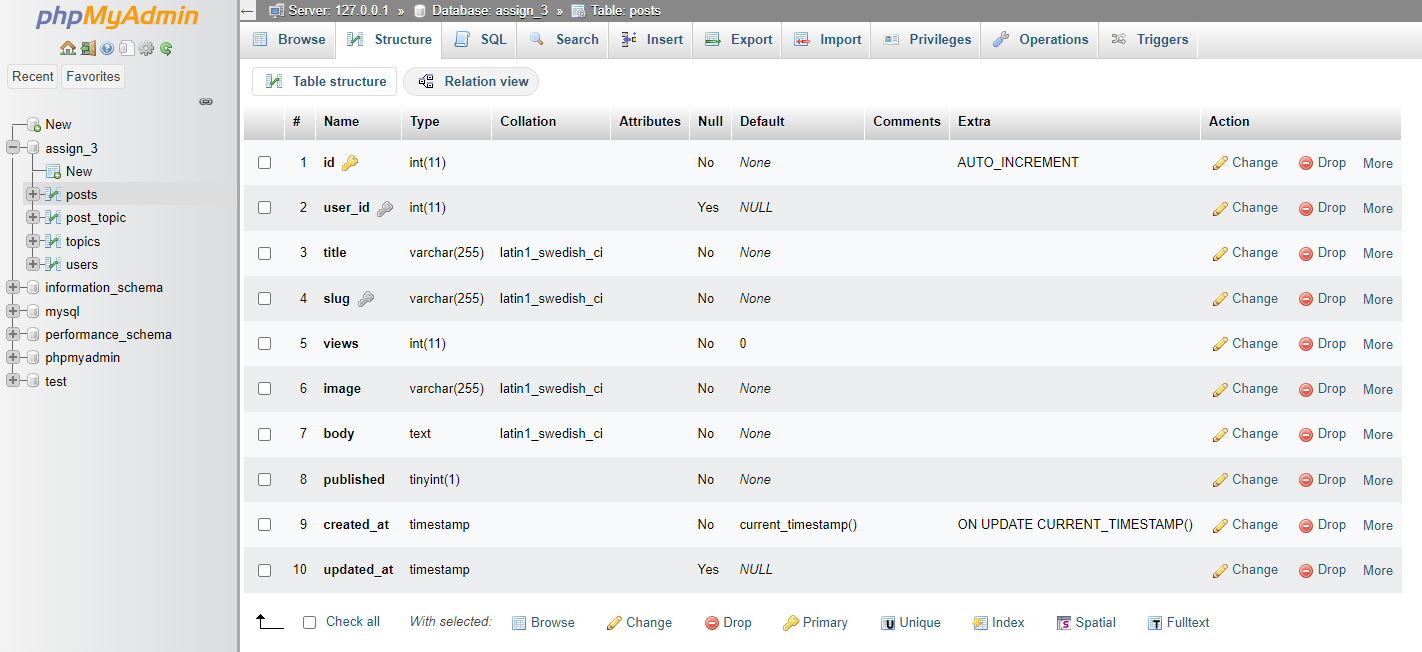 phpMyAdmin
Recent Favorites
New
assign_3
New
posts
post_topic
topics
users
information_schema
mysql
performance_schema
phpmyadmin
test
Server: 127.0.0.1 » Database: assign_3 » Table: posts
Browse Structure SQL Search Insert Export Import Privileges Operations Triggers
Table structure Relation view
# Name Type Collation Attributes Null Default Comments Extra Action
1 id int(11) No None AUTO_INCREMENT Change Drop More
2 user_id int(11) Yes NULL Change Drop More
3 title varchar(255) latin1_swedish_ci No None Change Drop More
4 slug varchar(255) latin1_swedish_ci No None Change Drop More
5 views int(11) No 0 Change Drop More
6 image varchar(255) latin1_swedish_ci No None Change Drop More
7 body text latin1_swedish_ci No None Change Drop More
8 published tinyint(1) No None Change Drop More
9 created_at timestamp No current_timestamp() ON UPDATE CURRENT_TIMESTAMP() Change Drop More
10 updated_at timestamp Yes NULL Change Drop More
Check all With selected: Browse Change Drop Primary Unique Index Spatial Fulltext